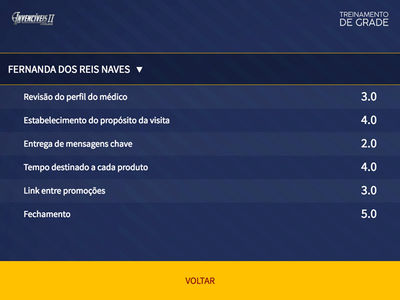 INVENCÍVEIS II
TREINAMENTO
DE GRADE
FERNANDA DOS REIS NAVES ▼
Revisão do perfil do médico 3.0
Estabelecimento do propósito da visita 4.0
Entrega de mensagens chave 2.0
Tempo destinado a cada produto 4.0
Link entre promoções 3.0
Fechamento 5.0
VOLTAR